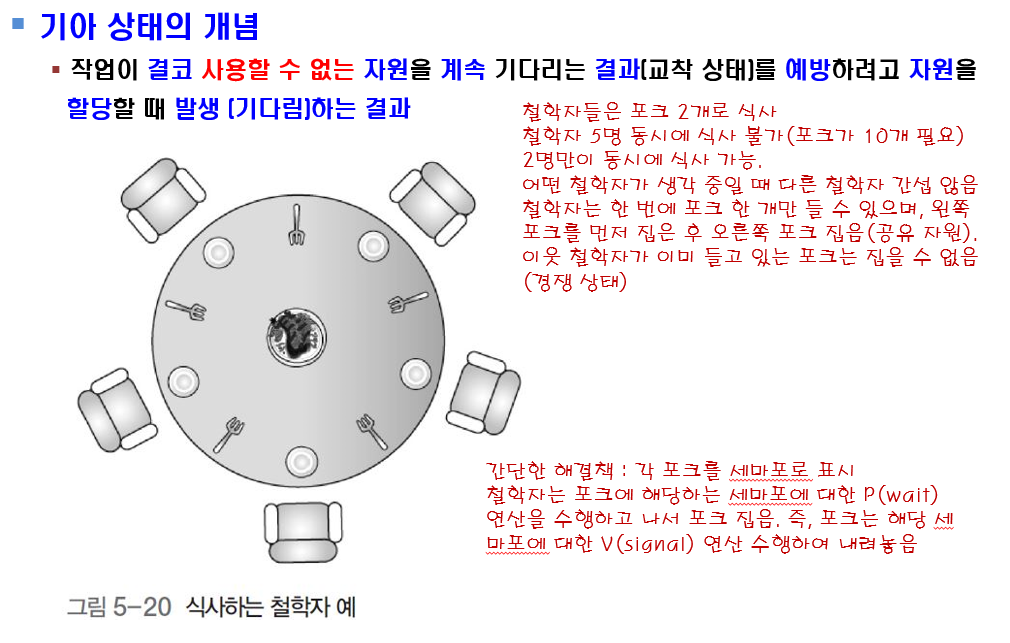 기아 상태의 개념
작업이 결코 사용할 수 없는 자원을 계속 기다리는 결과(교착 상태)를 예방하려고 자원을
할당할 때 발생 (기다림)하는 결과
철학자들은 포크 2개로 식사
철학자 5명 동시에 식사 불가(포크가 10개 필요)
2명만이 동시에 식사 가능.
어떤 철학자가 생각 중일 때 다른 철학자 간섭 않음
철학자는 한 번에 포크 한 개만 들 수 있으며, 왼쪽
포크를 먼저 집은 후 오른쪽 포크 집음(공유 자원).
이웃 철학자가 이미 들고 있는 포크는 집을 수 없음
(경쟁 상태)
간단한 해결책 : 각 포크를 세마포로 표시
철학자는 포크에 해당하는 세마포에 대한 P(wait)
연산을 수행하고 나서 포크 집음. 즉, 포크는 해당 세
마포에 대한 V(signal) 연산 수행하여 내려놓음
그림 5-20 식사하는 철학자 예